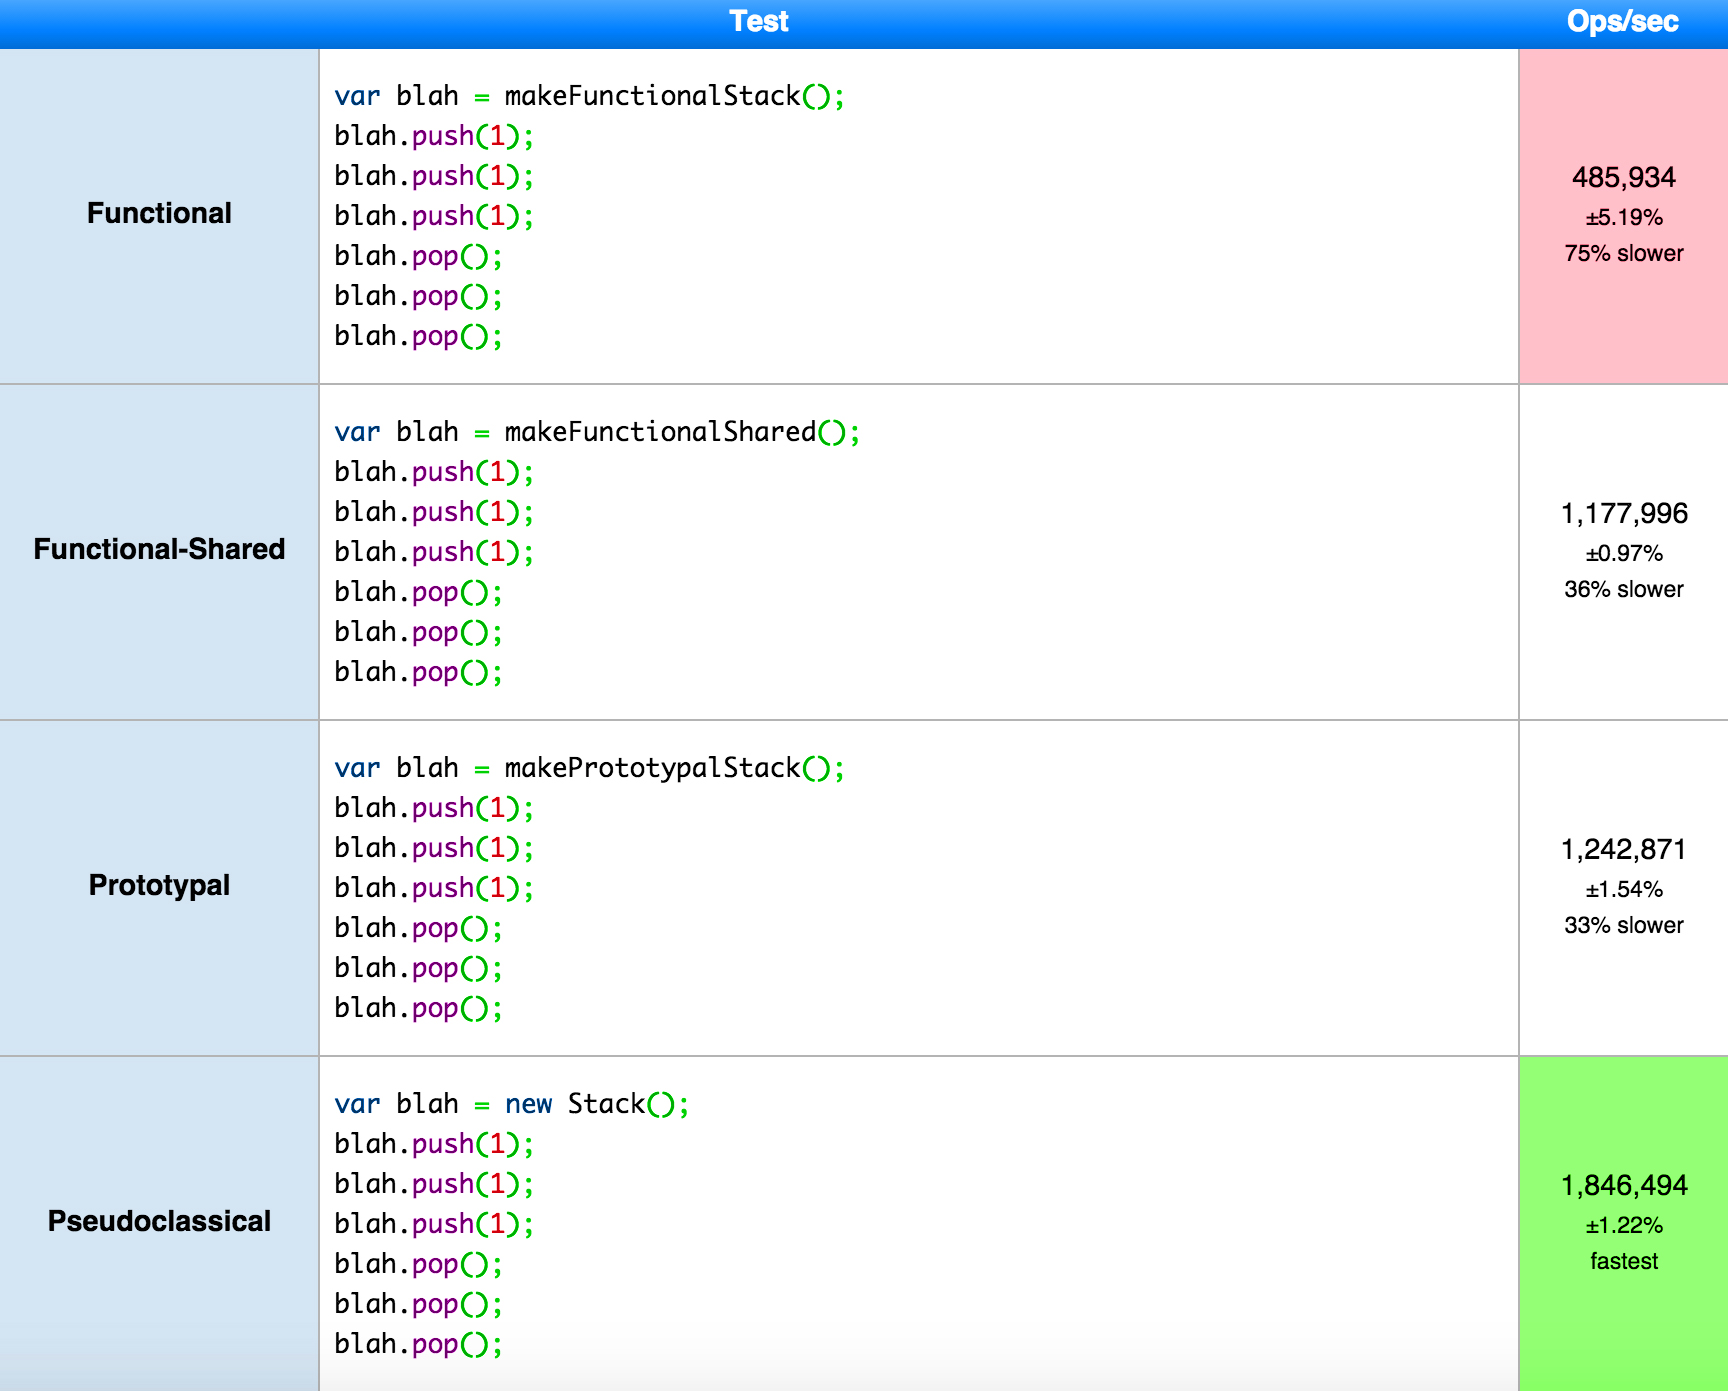 Test Ops/sec
Functional
var blah = makeFunctionalStack();
blah.push(1);
blah.push(1);
blah.push(1);
blah.pop();
blah.pop();
blah.pop();
485,934
±5.19%
75% slower
Functional-Shared
var blah = makeFunctionalShared();
blah.push(1);
blah.push(1);
blah.push(1);
blah.pop();
blah.pop();
blah.pop();
1,177,996
±0.97%
36% slower
Prototypal
var blah = makePrototypalStack();
blah.push(1);
blah.push(1);
blah.push(1);
blah.pop();
blah.pop();
blah.pop();
1,242,871
±1.54%
33% slower
Pseudoclassical
var blah = new Stack();
blah.push(1);
blah.push(1);
blah.push(1);
blah.pop();
blah.pop();
blah.pop();
1,846,494
±1.22%
fastest